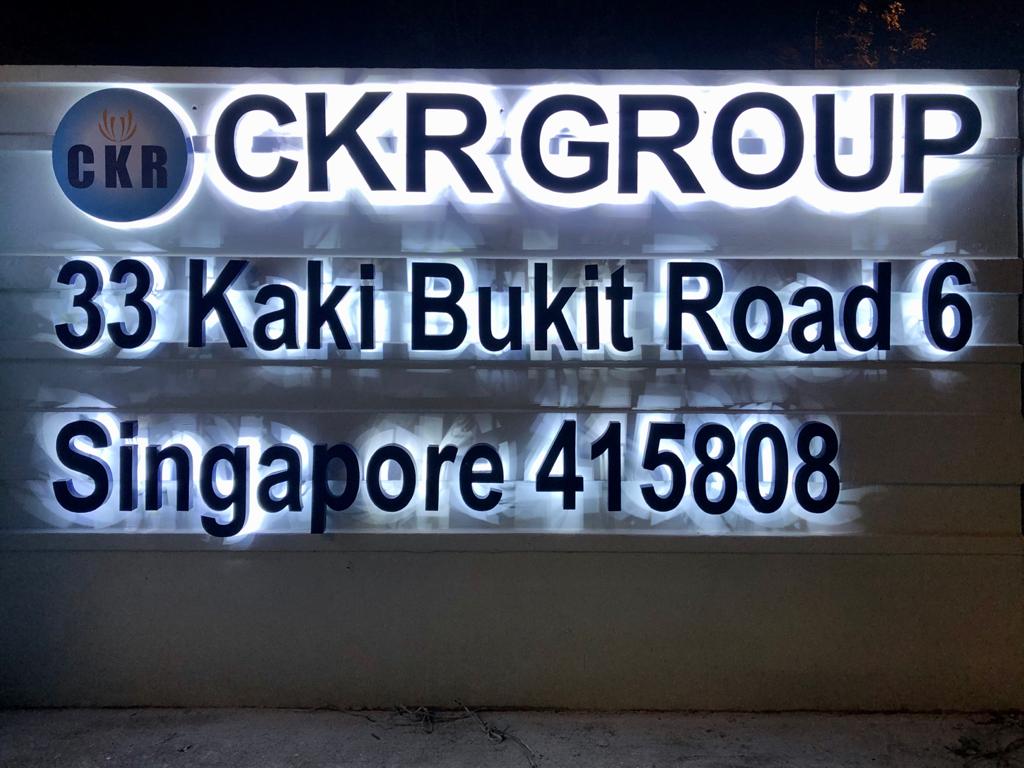 CKR
CKR GROUP
33 Kaki Bukit Road 6
Singapore 415808